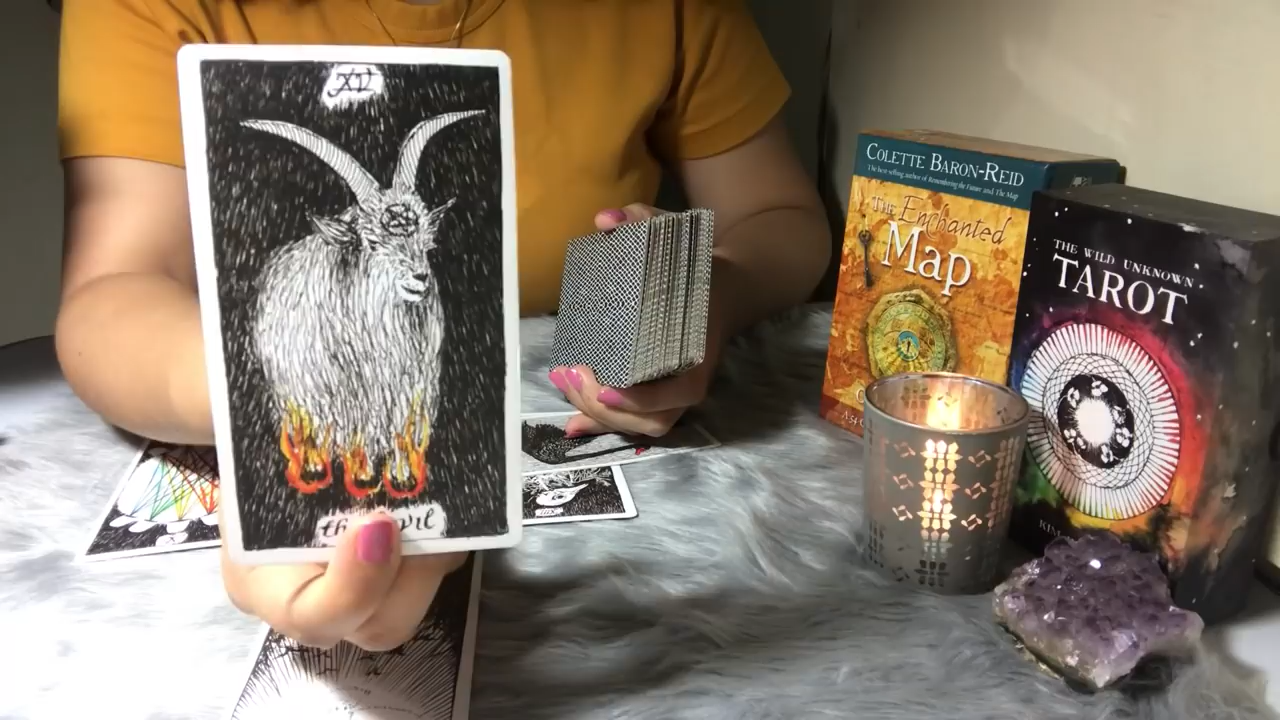 XV
COLETTE BARON-REID
The best-selling author of Remembering the Future and The Map
THE Enchanted
Map
THE WILD UNKNOWN
TAROT